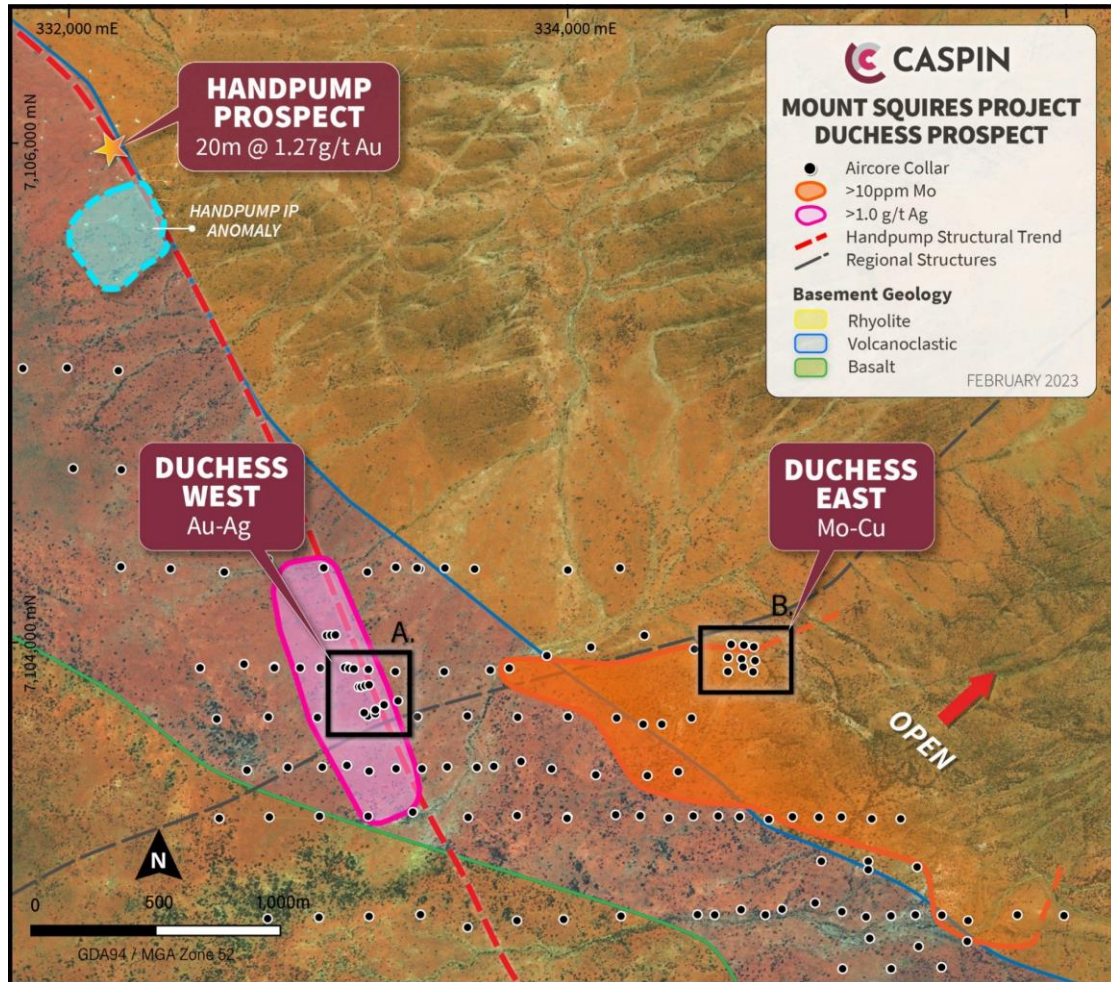 332,000 mE
334,000 mE
7,106,000 mN
7,104,000 mN
CASPIN
MOUNT SQUIRES PROJECT
DUCHESS PROSPECT
Aircore Collar
>10ppm Mo
>1.0 g/t Ag
Handpump Structural Trend
Regional Structures
Basement Geology
Rhyolite
Volcanoclastic
Basalt
FEBRUARY 2023
HANDPUMP
PROSPECT
20m @ 1.27g/t Au
HANDPUMP IP
ANOMALY
DUCHESS
WEST
Au-Ag
DUCHESS
EAST
Mo-Cu
A.
B.
OPEN
N
0
500
1,000m
GDA94 / MGA Zone 52